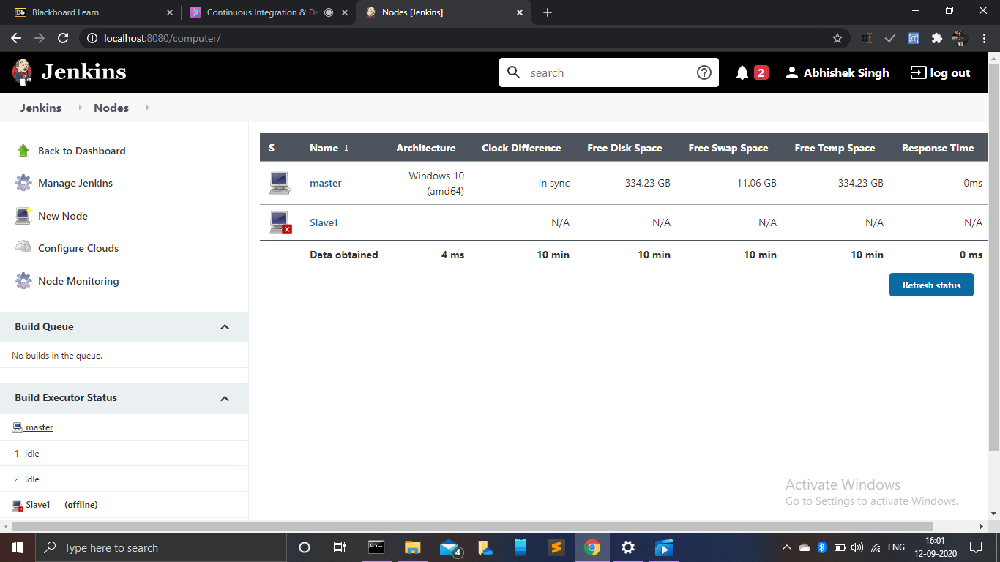 Blackboard Learn
Continuous Integration & De
Nodes [Jenkins]
localhost:8080/computer/
Jenkins
search
2
Abhishek Singh
log out
Jenkins
Nodes
Back to Dashboard
Manage Jenkins
New Node
Configure Clouds
Node Monitoring
Build Queue
No builds in the queue.
Build Executor Status
master
1 Idle
2 Idle
Slave1 (offline)
S Name ↓ Architecture Clock Difference Free Disk Space Free Swap Space Free Temp Space Response Time
master Windows 10 (amd64) In sync 334.23 GB 11.06 GB 334.23 GB 0ms
Slave1 N/A N/A N/A N/A N/A
Data obtained 4 ms 10 min 10 min 10 min 10 min 0 ms
Refresh status
Activate Windows
Go to Settings to activate Windows.
Type here to search
4
ENG
16:01
12-09-2020